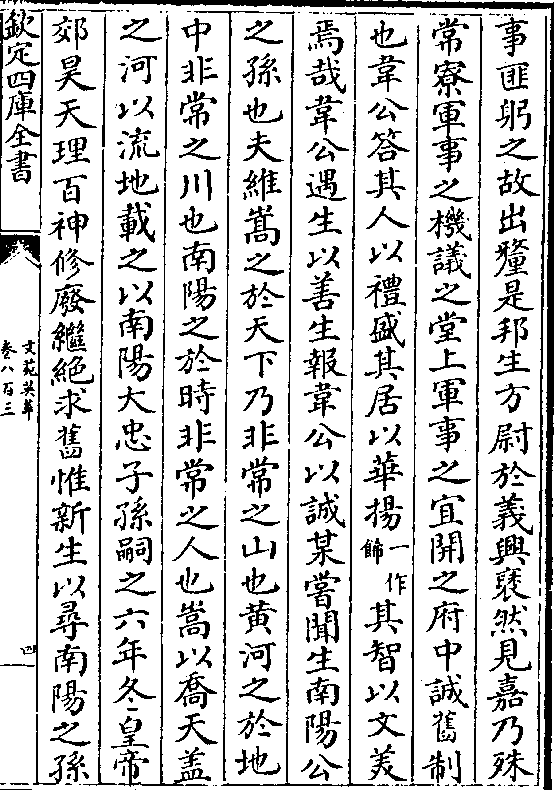 事匪躬之故出釐是邦生方尉於義興褎然見嘉乃殊
常寮軍事之機議之堂上軍事之宜開之府中誠舊制
也韋公答其人以禮盛其居以華揚一作餙其智以文美
焉哉韋公遇生以善生報韋公以誠某嘗聞生南陽公
之孫也夫維嵩之於天下乃非常之山也黃河之於地
中非常之川也南陽之於時非常之人也嵩以喬天盖
之河以流地載之以南陽大忠子孫嗣之六年冬皇帝
郊昊天理百神修廢繼絶求舊惟新生以尋南陽之孫
欽定四庫全書
文苑英華
卷八百三
四